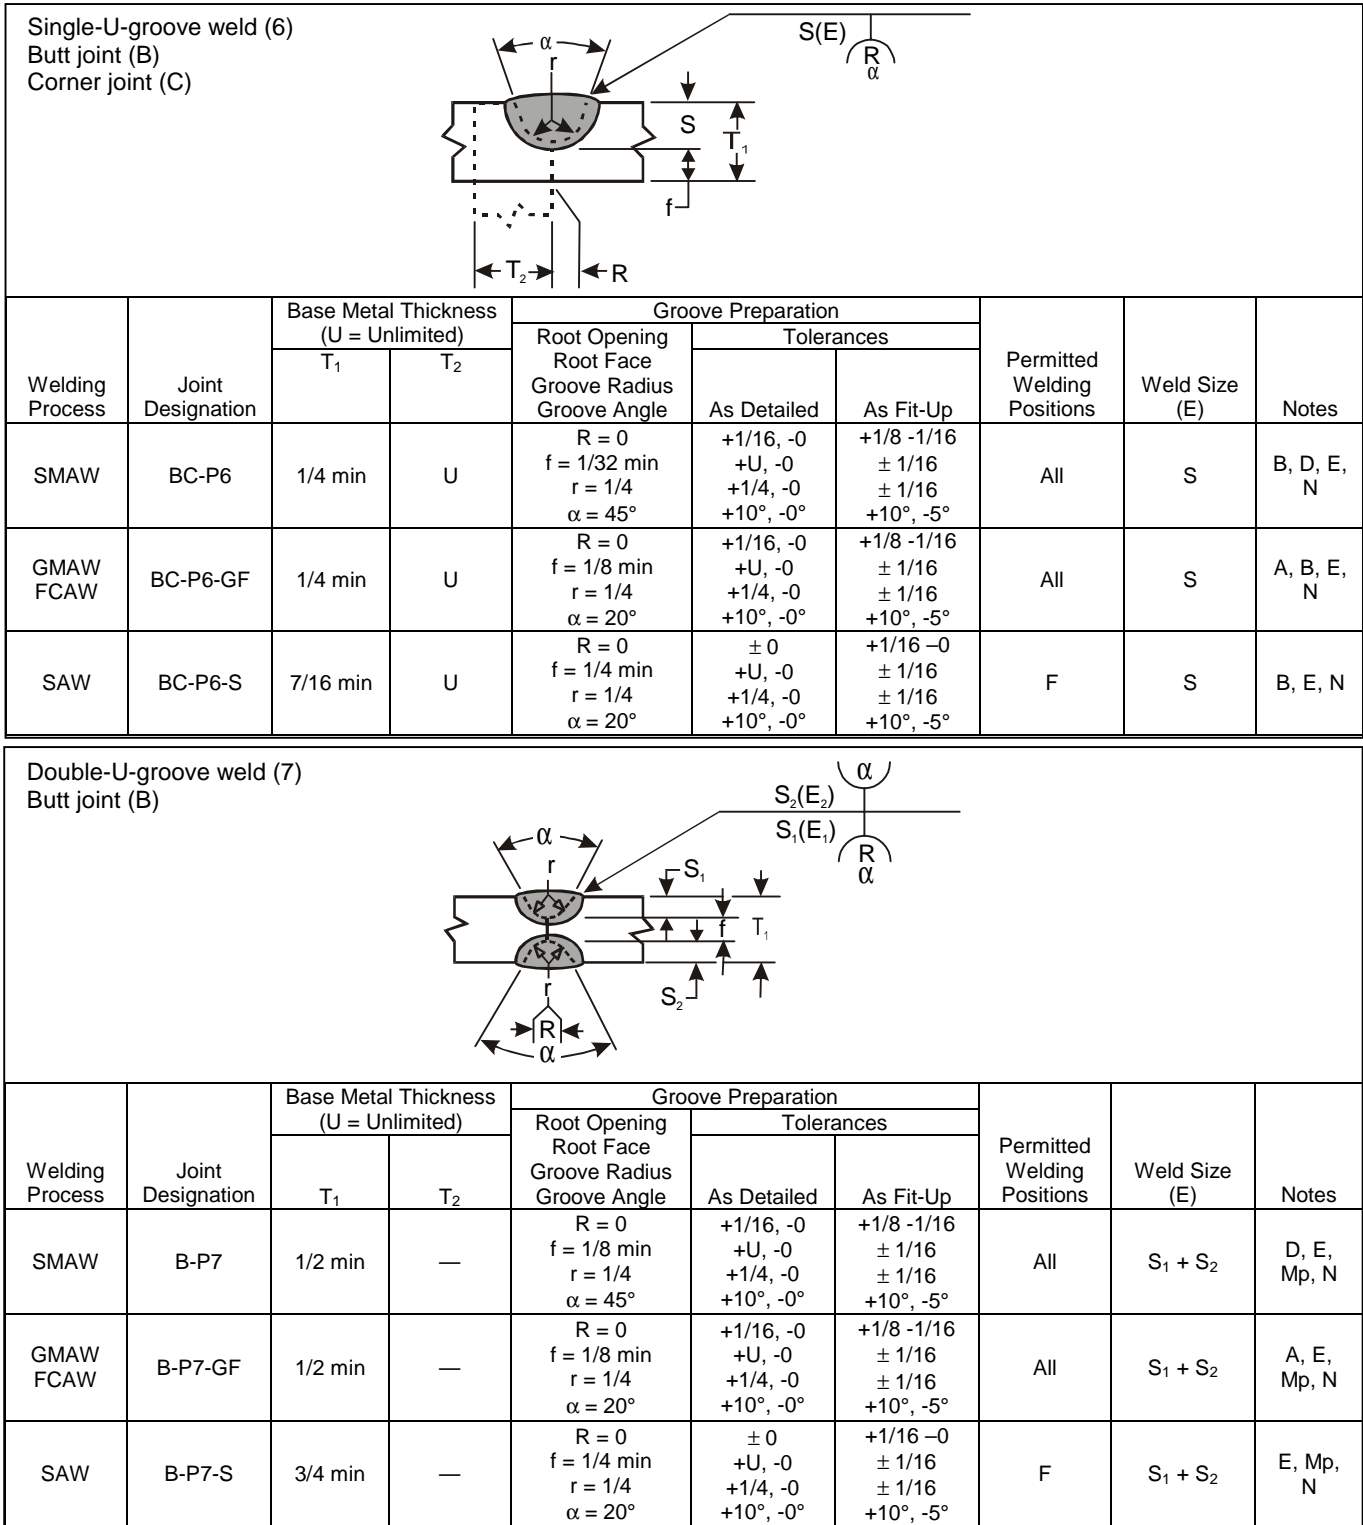 Single-U-groove weld (6)
Butt joint (B)
Corner joint (C)
S(E)
R
α
α
r
S
T₁
f
T₂
R
Base Metal Thickness
(U = Unlimited)
Groove Preparation
Welding
Process
Joint
Designation
T₁
T₂
Root Opening
Root Face
Groove Radius
Groove Angle
Tolerances
As Detailed
As Fit-Up
Permitted
Welding
Positions
Weld Size
(E)
Notes
SMAW
BC-P6
1/4 min
U
R = 0
f = 1/32 min
r = 1/4
α = 45°
+1/16, -0
+U, -0
+1/4, -0
+10°, -0°
+1/8 -1/16
± 1/16
± 1/16
+10°, -5°
All
S
B, D, E,
N
GMAW
FCAW
BC-P6-GF
1/4 min
U
R = 0
f = 1/8 min
r = 1/4
α = 20°
+1/16, -0
+U, -0
+1/4, -0
+10°, -0°
+1/8 -1/16
± 1/16
± 1/16
+10°, -5°
All
S
A, B, E,
N
SAW
BC-P6-S
7/16 min
U
R = 0
f = 1/4 min
r = 1/4
α = 20°
± 0
+U, -0
+1/4, -0
+10°, -0°
+1/16 –0
± 1/16
± 1/16
+10°, -5°
F
S
B, E, N
Double-U-groove weld (7)
Butt joint (B)
α
S₂(E₂)
S₁(E₁)
R
α
α
r
S₁
f
T₁
S₂
r
R
α
Base Metal Thickness
(U = Unlimited)
Groove Preparation
Welding
Process
Joint
Designation
T₁
T₂
Root Opening
Root Face
Groove Radius
Groove Angle
Tolerances
As Detailed
As Fit-Up
Permitted
Welding
Positions
Weld Size
(E)
Notes
SMAW
B-P7
1/2 min
—
R = 0
f = 1/8 min
r = 1/4
α = 45°
+1/16, -0
+U, -0
+1/4, -0
+10°, -0°
+1/8 -1/16
± 1/16
± 1/16
+10°, -5°
All
S₁ + S₂
D, E,
Mp, N
GMAW
FCAW
B-P7-GF
1/2 min
—
R = 0
f = 1/8 min
r = 1/4
α = 20°
+1/16, -0
+U, -0
+1/4, -0
+10°, -0°
+1/8 -1/16
± 1/16
± 1/16
+10°, -5°
All
S₁ + S₂
A, E,
Mp, N
SAW
B-P7-S
3/4 min
—
R = 0
f = 1/4 min
r = 1/4
α = 20°
± 0
+U, -0
+1/4, -0
+10°, -0°
+1/16 –0
± 1/16
± 1/16
+10°, -5°
F
S₁ + S₂
E, Mp,
N